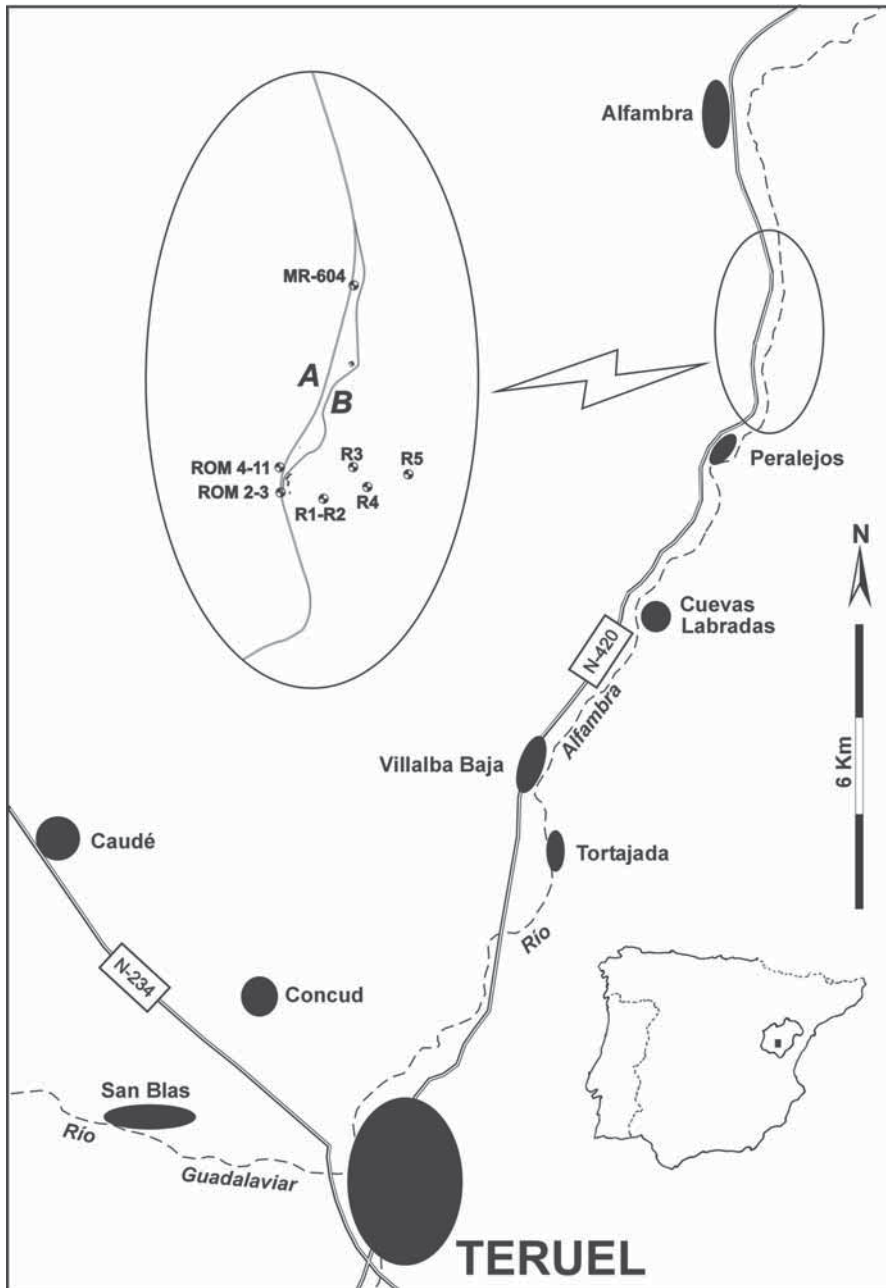 Alfambra
MR-604
A
B
ROM 4-11
R3
R5
ROM 2-3
R4
R1-R2
Peralejos
N
Cuevas
Labradas
N-420
Alfambra
Villalba Baja
6 Km
Caudé
Tortajada
Río
N-234
Concud
San Blas
Río
Guadalaviar
TERUEL